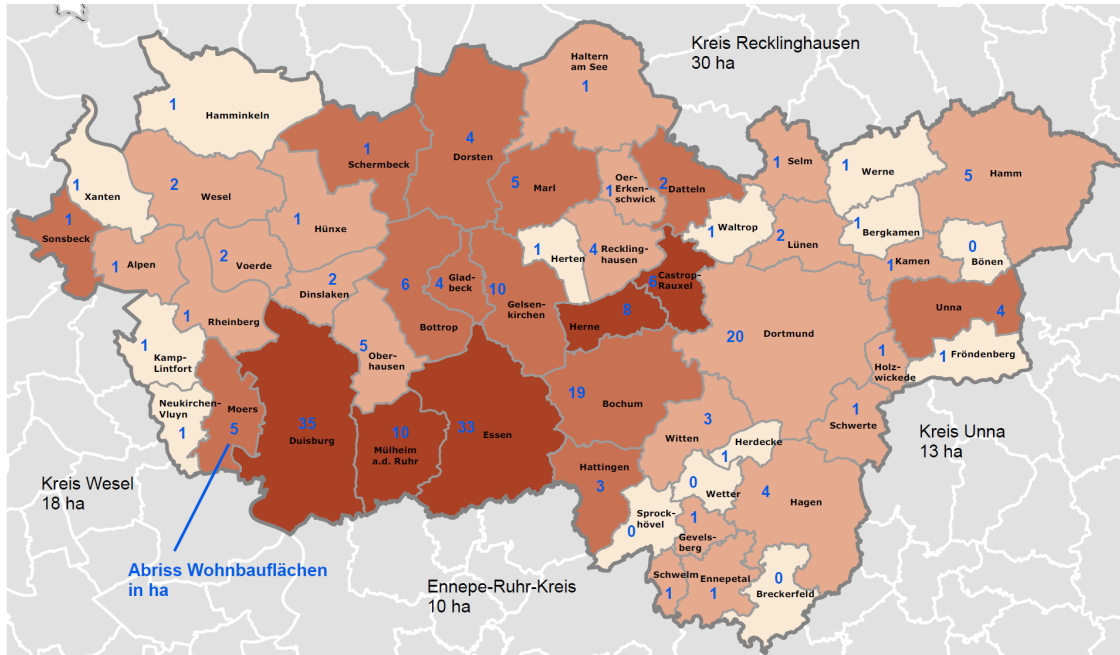 Kreis Recklinghausen
30 ha
Haltern
am See
1
1
Hamminkeln
4
Dorsten
1
Schermbeck
1
Selm
1
Werne
5
Hamm
1
Xanten
2
Wesel
5
Marl
Oer-
Erken-
schwick
1
2
Datteln
1
Sonsbeck
1
Hünxe
1
Waltrop
2
Lünen
1
Bergkamen
0
Bönen
1
Herten
4
Reckling-
hausen
1
Alpen
2
Voerde
2
Dinslaken
6
Bottrop
4
Glad-
beck
10
Gelsen-
kirchen
6
Castrop-
Rauxel
1
Kamen
Unna
4
1
Rheinberg
8
Herne
20
Dortmund
1
Kamp-
Lintfort
5
Ober-
hausen
1
Holz-
wickede
1
Fröndenberg
Neukirchen-
Vluyn
1
Moers
5
35
Duisburg
10
Mülheim
a.d. Ruhr
33
Essen
19
Bochum
3
Witten
1
Schwerte
Herdecke
1
Kreis Unna
13 ha
Kreis Wesel
18 ha
Hattingen
3
0
Wetter
4
Hagen
Sprock-
hövel
0
1
Gevels-
berg
Abriss Wohnbauflächen
in ha
Ennepe-Ruhr-Kreis
10 ha
Schwelm
1
Ennepetal
1
0
Breckerfeld